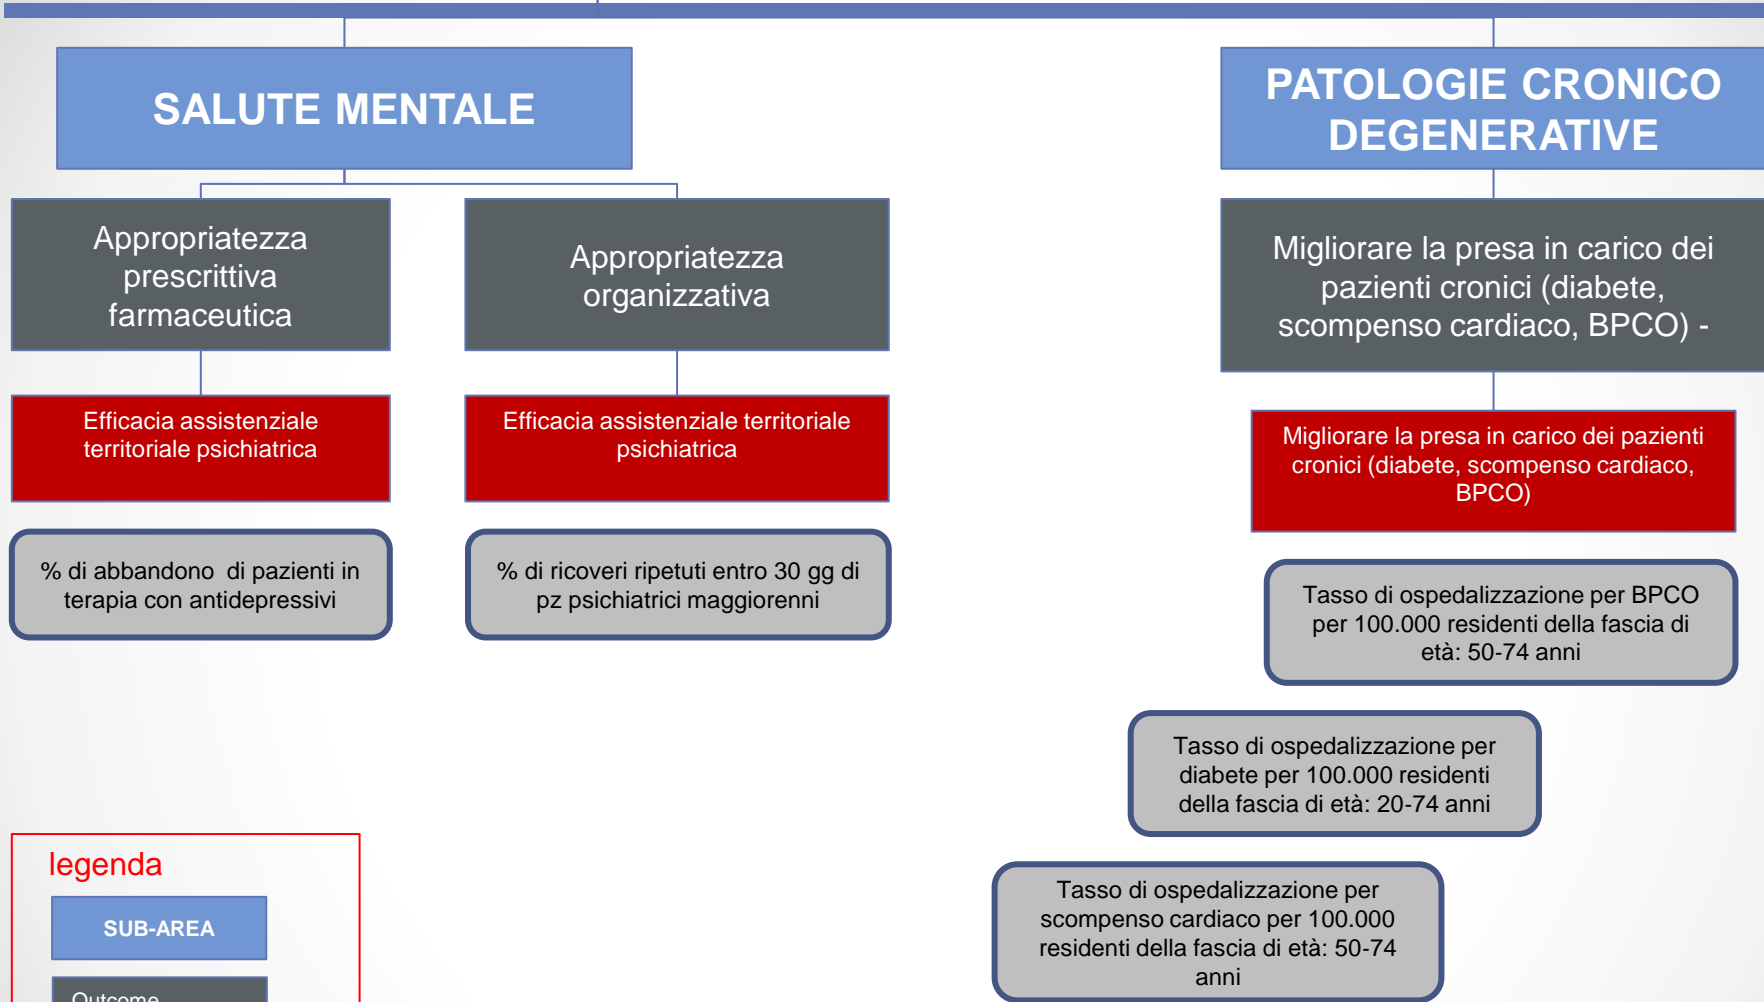 SALUTE MENTALE
Appropriatezza
prescrittiva
farmaceutica
Appropriatezza
organizzativa
Efficacia assistenziale
territoriale psichiatrica
Efficacia assistenziale territoriale
psichiatrica
% di abbandono  di pazienti in
terapia con antidepressivi
% di ricoveri ripetuti entro 30 gg di
pz psichiatrici maggiorenni
PATOLOGIE CRONICO
DEGENERATIVE
Migliorare la presa in carico dei
pazienti cronici (diabete,
scompenso cardiaco, BPCO) -
Migliorare la presa in carico dei pazienti
cronici (diabete, scompenso cardiaco,
BPCO)
Tasso di ospedalizzazione per BPCO
per 100.000 residenti della fascia di
età: 50-74 anni
Tasso di ospedalizzazione per
diabete per 100.000 residenti
della fascia di età: 20-74 anni
Tasso di ospedalizzazione per
scompenso cardiaco per 100.000
residenti della fascia di età: 50-74
anni
legenda
SUB-AREA
Outcome